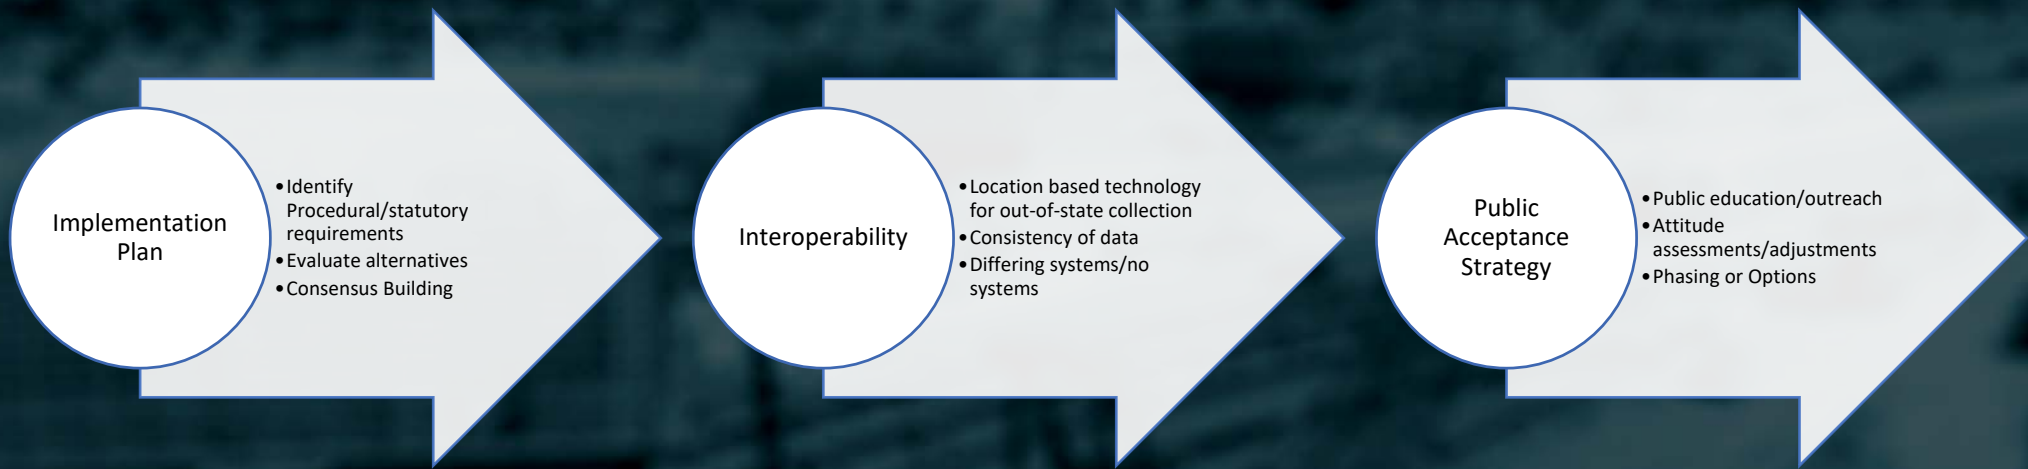 Implementation
Plan
•Identify
Procedural/statutory
requirements
•Evaluate alternatives
•Consensus Building
Interoperability
•Location based technology
for out-of-state collection
•Consistency of data
•Differing systems/no
systems
Public
Acceptance
Strategy
•Public education/outreach
•Attitude
assessments/adjustments
•Phasing or Options